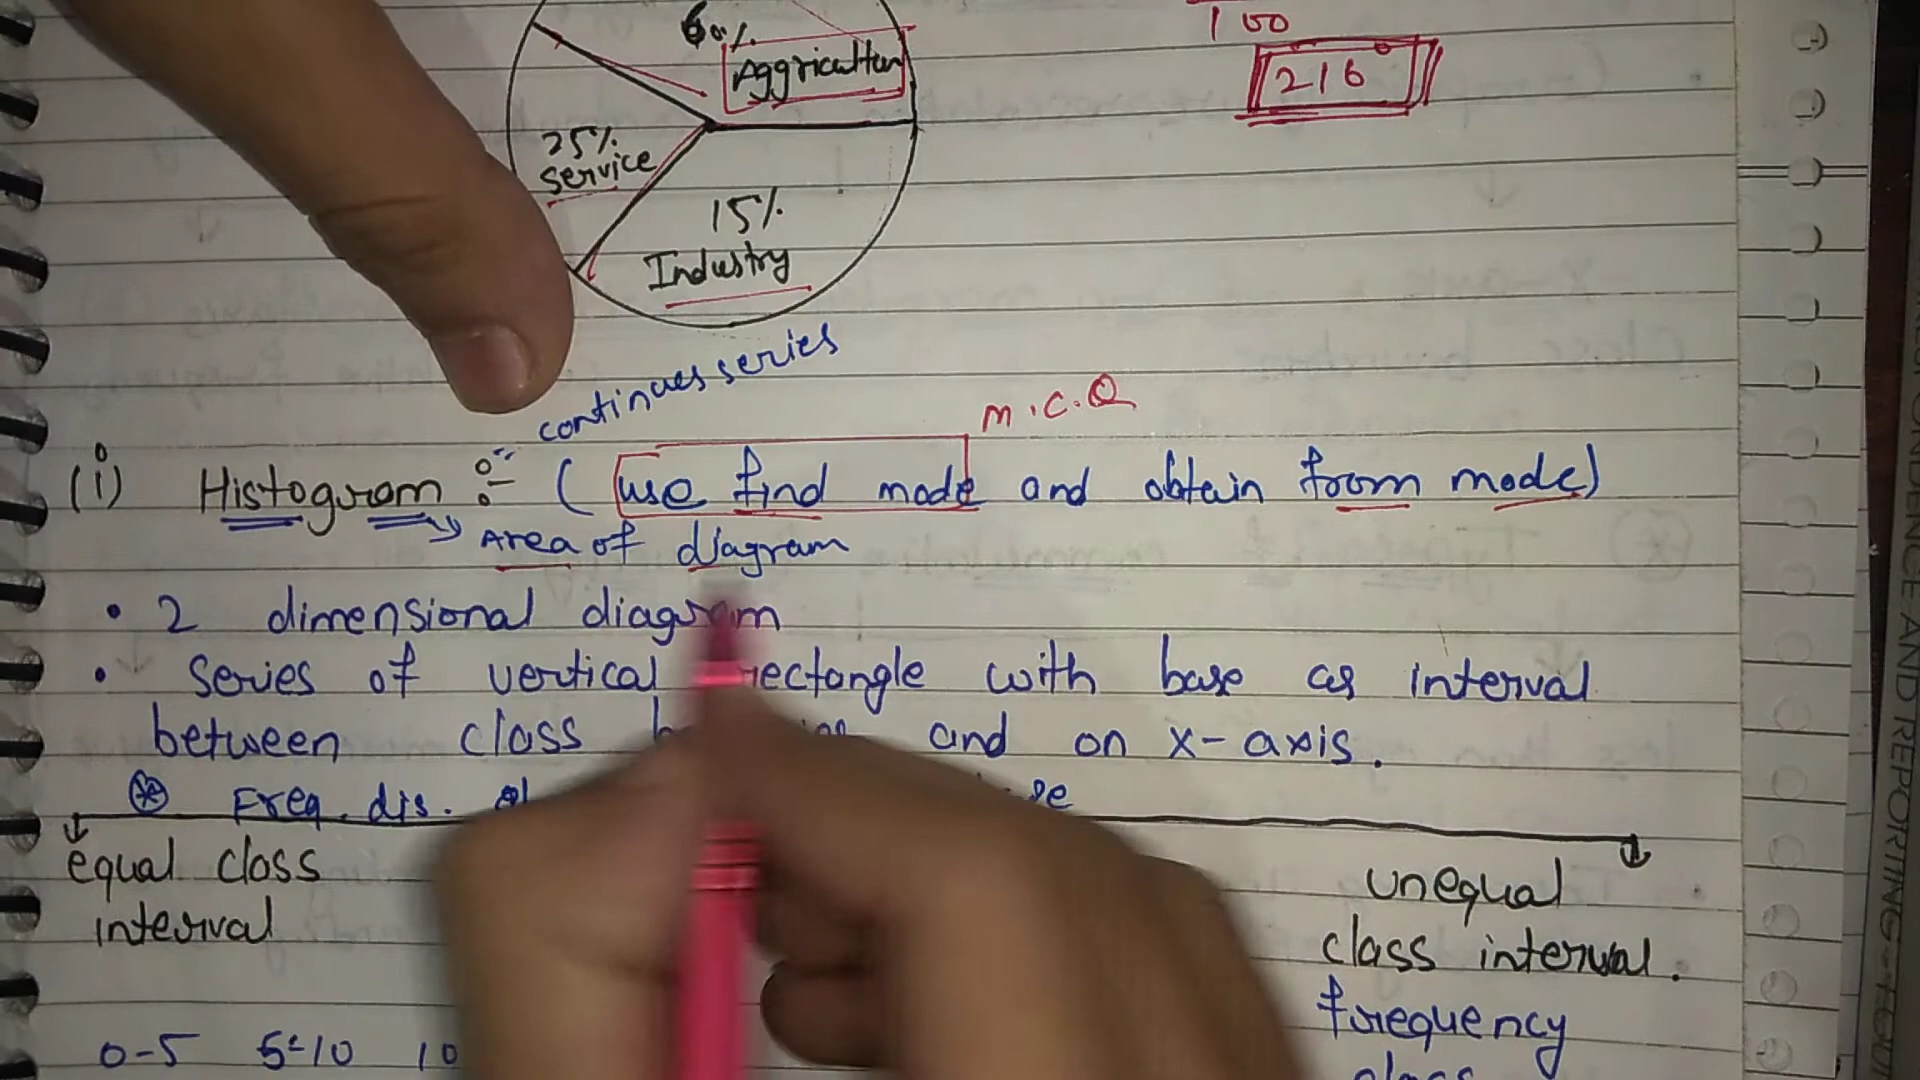 60%
Aggricultur
100
216°
25%
service
15%
Industry
continues series
M.C.Q
(i) Histogram :- (use find mode and obtain from mode)
Area of diagram
• 2 dimensional diagram
• series of vertical rectangle with base as interval
between class and on x-axis.
Freq. dis.
equal class
interval
unequal
class interval.
frequency
class
0-5 5-10 10